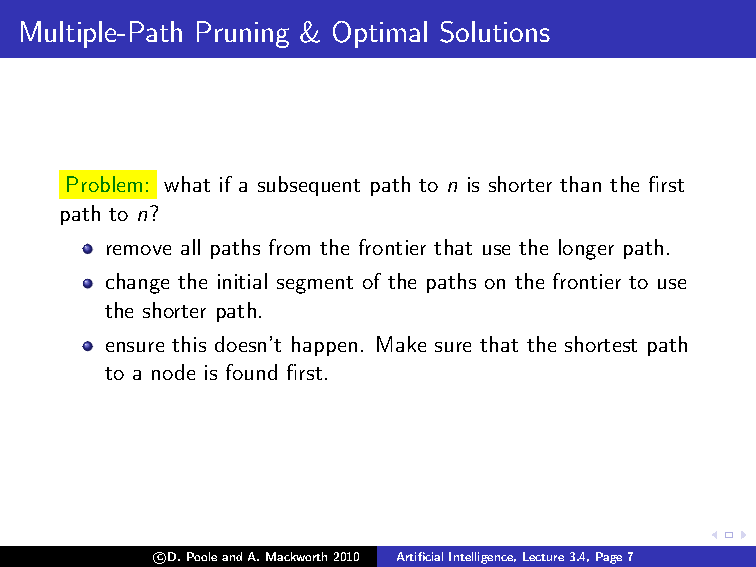 Multiple-Path Pruning & Optimal Solutions
Problem: what if a subsequent path to n is shorter than the first
path to n?
remove all paths from the frontier that use the longer path.
change the initial segment of the paths on the frontier to use
the shorter path.
ensure this doesn't happen. Make sure that the shortest path
to a node is found first.
©D. Poole and A. Mackworth 2010
Artificial Intelligence, Lecture 3.4, Page 7